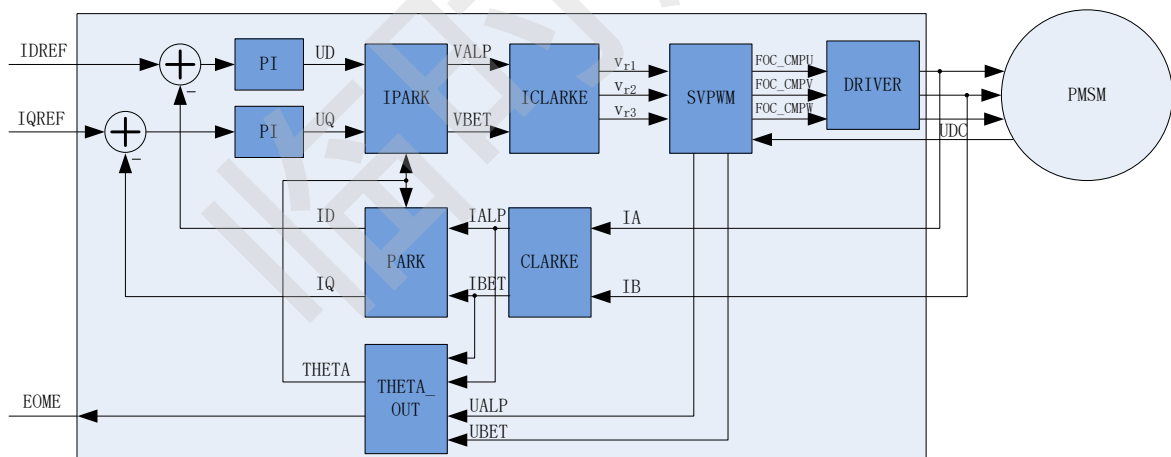 IDREF
IQREF
EOME
PI
PI
UD
UQ
IPARK
VALP
VBET
ICLARKE
Vr1
Vr2
Vr3
SVPWM
FOC_CMPU
FOC_CMPV
FOC_CMPW
DRIVER
UDC
PMSM
ID
IQ
PARK
IALP
IBET
CLARKE
IA
IB
THETA
THETA_
OUT
UALP
UBET